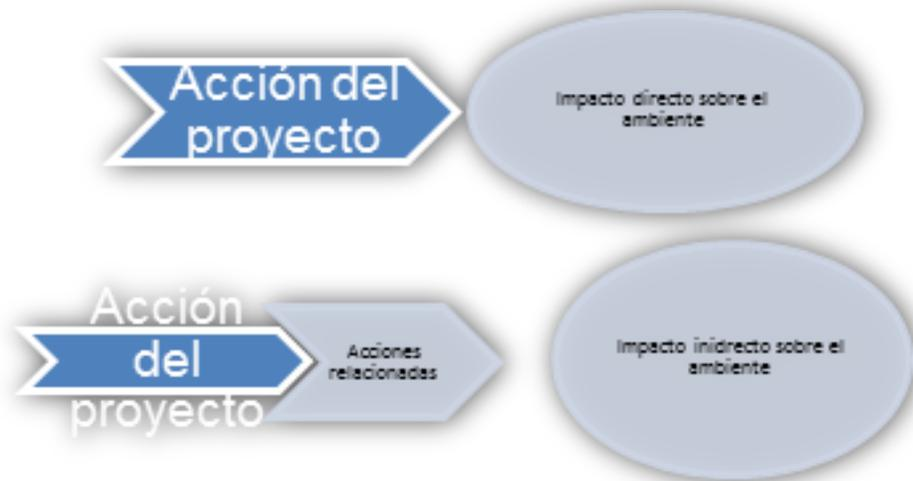 Acción del
proyecto
Impacto directo sobre el
ambiente
Acción
del
proyecto
Acciones
relacionadas
Impacto inidrecto sobre el
ambiente